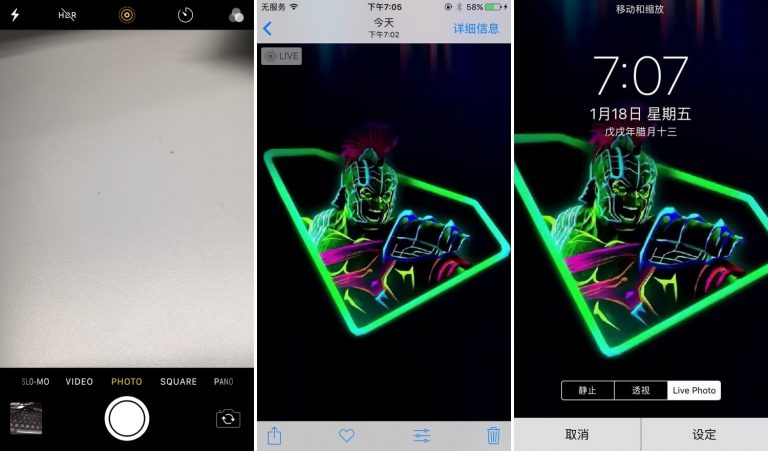 HDR
SLO-MO VIDEO PHOTO SQUARE PANO
无服务 下午7:05 58%
今天
下午7:02
详细信息
LIVE
移动和缩放
7:07
1月18日 星期五
戊戌年腊月十三
静止 透视 Live Photo
取消 设定